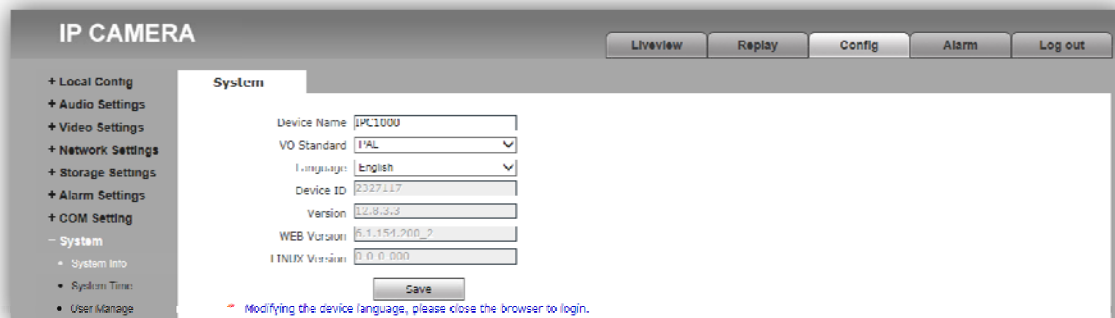 IP CAMERA
Liveview Replay Config Alarm Log out
+ Local Config
System
+ Audio Settings
+ Video Settings
+ Network Settings
+ Storage Settings
+ Alarm Settings
+ COM Setting
− System
• System Info
• System Time
• User Manage
Device Name IPC1000
VO Standard PAL
Language English
Device ID 2327117
Version 12.8.3.3
WEB Version 6.1.154.200_2
LINUX Version 0.0.0.000
Save
* Modifying the device language, please close the browser to login.